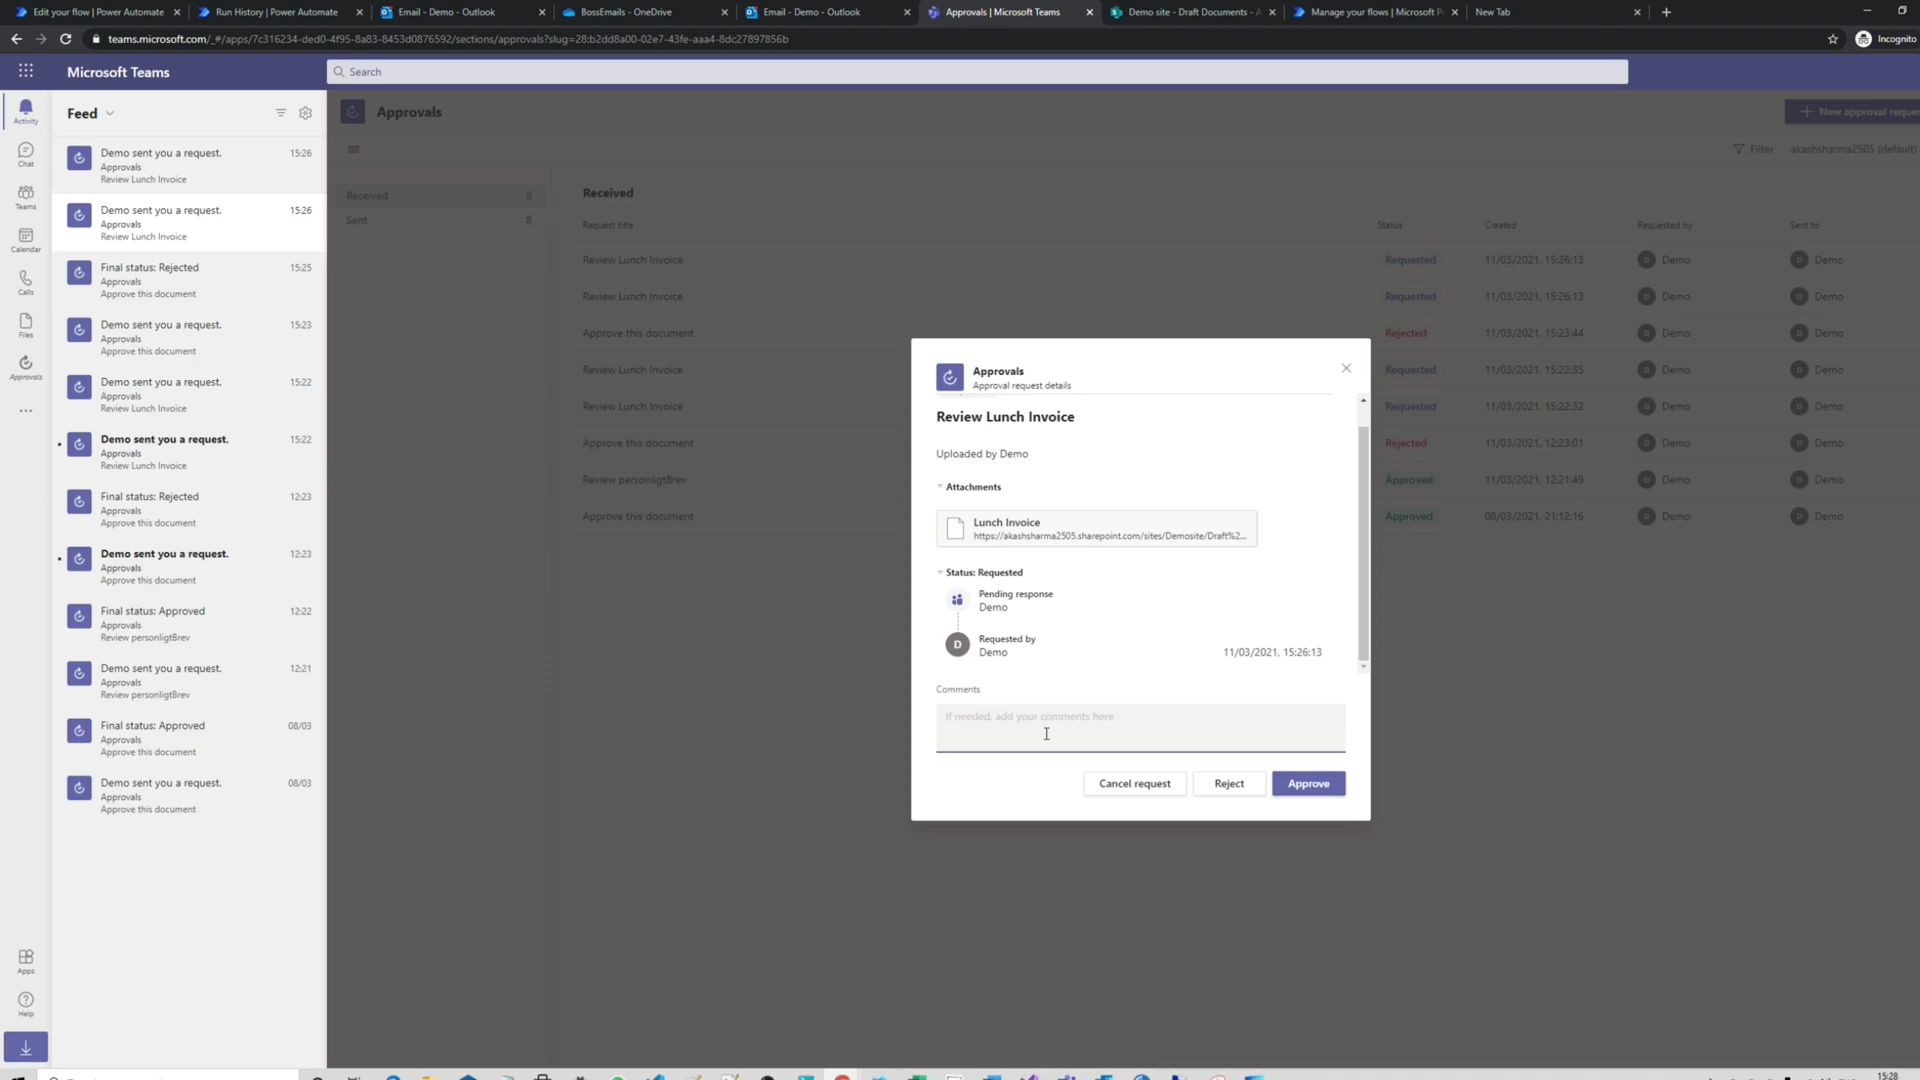 Edit your flow | Power Automate
Run History | Power Automate
Email - Demo - Outlook
BossEmails - OneDrive
Email - Demo - Outlook
Approvals | Microsoft Teams
Demo site - Draft Documents - A
Manage your flows | Microsoft P
New Tab
teams.microsoft.com/_#/apps/7c316234-ded0-4f95-8a83-8453d0876592/sections/approvals?slug=28:b2dd8a00-02e7-43fe-aaa4-8dc27897856b
Incognito
Microsoft Teams
Search
Activity
Chat
Teams
Calendar
Calls
Files
Approvals
Apps
Help
Feed
Demo sent you a request. 15:26
Approvals
Review Lunch Invoice
Demo sent you a request. 15:26
Approvals
Review Lunch Invoice
Final status: Rejected 15:25
Approvals
Approve this document
Demo sent you a request. 15:23
Approvals
Approve this document
Demo sent you a request. 15:22
Approvals
Review Lunch Invoice
Demo sent you a request. 15:22
Approvals
Review Lunch Invoice
Final status: Rejected 12:23
Approvals
Approve this document
Demo sent you a request. 12:23
Approvals
Approve this document
Final status: Approved 12:22
Approvals
Review personligtBrev
Demo sent you a request. 12:21
Approvals
Review personligtBrev
Final status: Approved 08/03
Approvals
Approve this document
Demo sent you a request. 08/03
Approvals
Approve this document
Approvals
New approval reques
Filter akashsharma2505 (default)
Received 8
Sent 8
Received
Request title Status Created Requested by Sent to
Review Lunch Invoice Requested 11/03/2021, 15:26:13 D Demo D Demo
Review Lunch Invoice Requested 11/03/2021, 15:26:13 D Demo D Demo
Approve this document Rejected 11/03/2021, 15:23:44 D Demo D Demo
Review Lunch Invoice Requested 11/03/2021, 15:22:35 D Demo D Demo
Review Lunch Invoice Requested 11/03/2021, 15:22:32 D Demo D Demo
Approve this document Rejected 11/03/2021, 12:23:01 D Demo D Demo
Review personligtBrev Approved 11/03/2021, 12:21:49 D Demo D Demo
Approve this document Approved 08/03/2021, 21:12:16 D Demo D Demo
Approvals
Approval request details
Review Lunch Invoice
Uploaded by Demo
Attachments
Lunch Invoice
https://akashsharma2505.sharepoint.com/sites/Demosite/Draft%2...
Status: Requested
Pending response
Demo
D Requested by
Demo 11/03/2021, 15:26:13
Comments
If needed, add your comments here
Cancel request Reject Approve
15:28